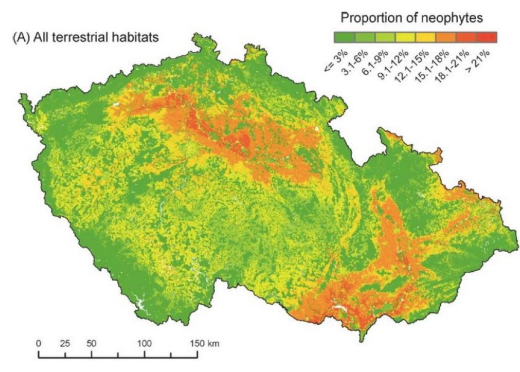 Proportion of neophytes
(A) All terrestrial habitats
<= 3%
3.1-6%
6.1-9%
9.1-12%
12.1-15%
15.1-18%
18.1-21%
> 21%
0 25 50 100 150 km